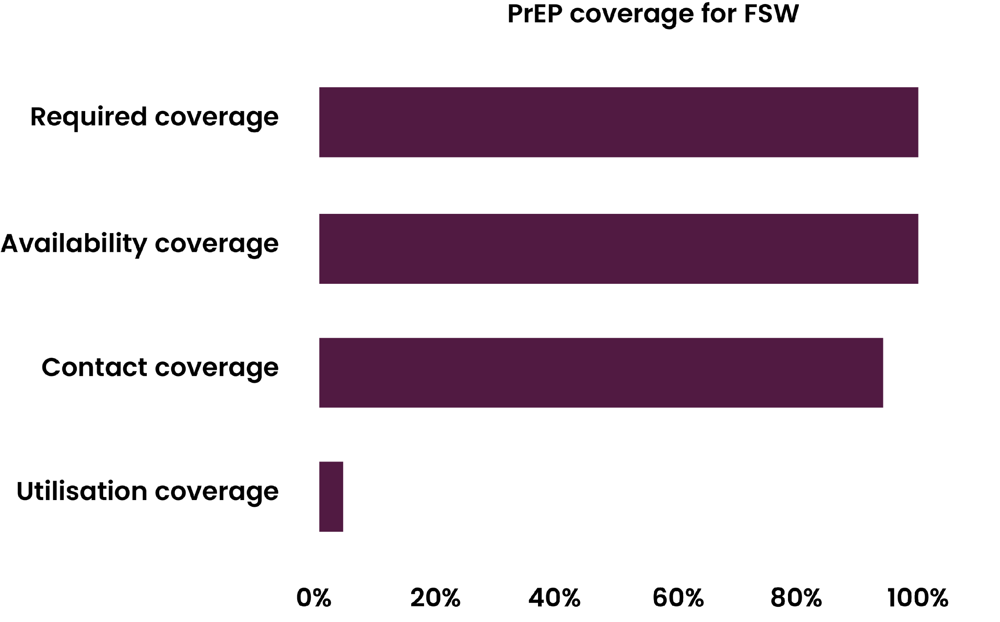 PrEP coverage for FSW
Required coverage
Availability coverage
Contact coverage
Utilisation coverage
0% 20% 40% 60% 80% 100%